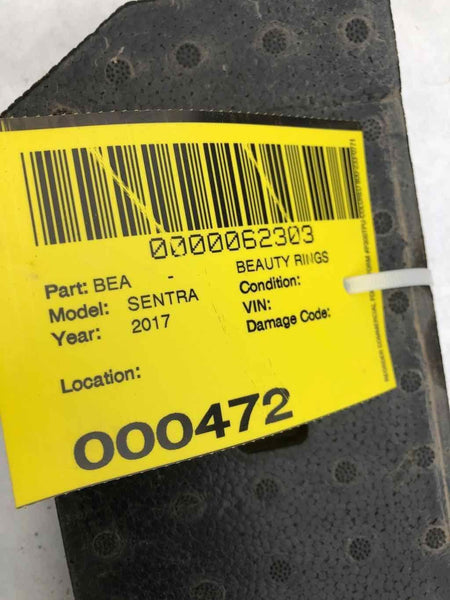 0000062303
Part: BEA - BEAUTY RINGS
Model: SENTRA Condition:
Year: 2017 VIN:
Damage Code:
Location:
000472